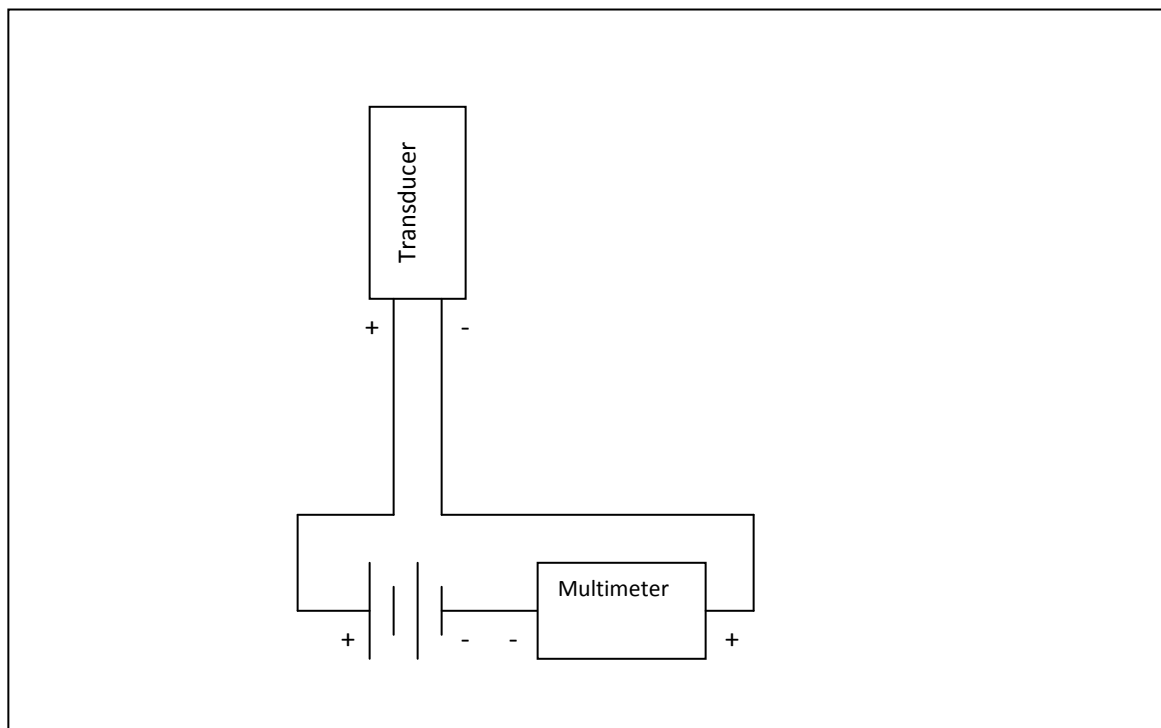 Transducer
+ -
Multimeter
+ - - +